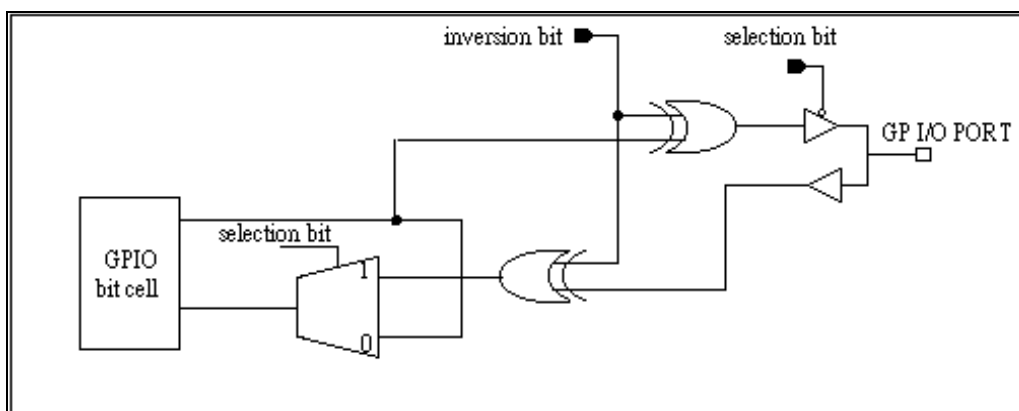 inversion bit
selection bit
GP I/O PORT
selection bit
GPIO
bit cell
1
0